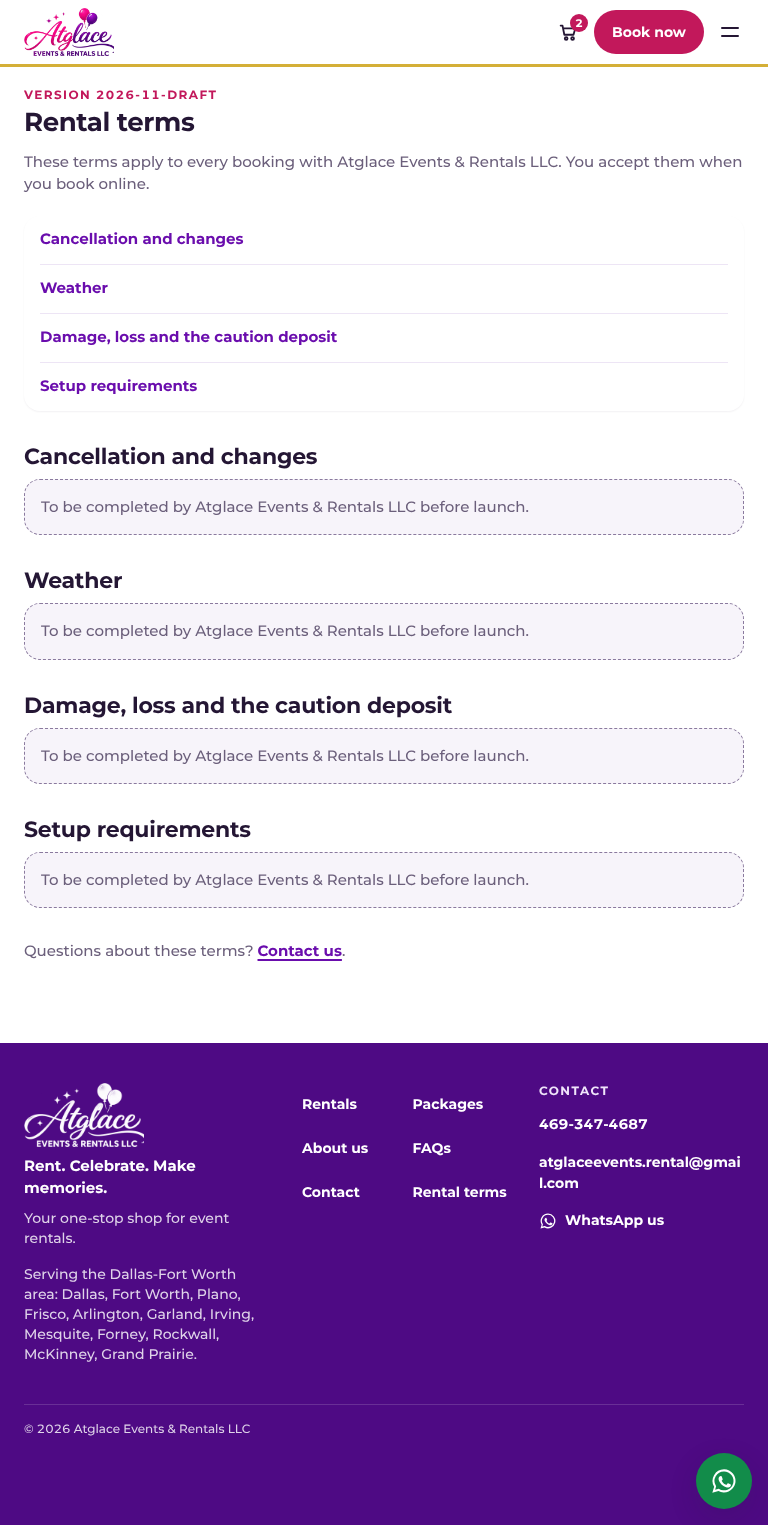 Atglace
EVENTS & RENTALS LLC
2
Book now
VERSION 2026-11-DRAFT
Rental terms
These terms apply to every booking with Atglace Events & Rentals LLC. You accept them when
you book online.
Cancellation and changes
Weather
Damage, loss and the caution deposit
Setup requirements
Cancellation and changes
To be completed by Atglace Events & Rentals LLC before launch.
Weather
To be completed by Atglace Events & Rentals LLC before launch.
Damage, loss and the caution deposit
To be completed by Atglace Events & Rentals LLC before launch.
Setup requirements
To be completed by Atglace Events & Rentals LLC before launch.
Questions about these terms? Contact us.
Atglace
EVENTS & RENTALS LLC
Rent. Celebrate. Make
memories.
Your one-stop shop for event
rentals.
Serving the Dallas-Fort Worth
area: Dallas, Fort Worth, Plano,
Frisco, Arlington, Garland, Irving,
Mesquite, Forney, Rockwall,
McKinney, Grand Prairie.
Rentals
Packages
About us
FAQs
Contact
Rental terms
CONTACT
469-347-4687
atglaceevents.rental@gmai
l.com
WhatsApp us
© 2026 Atglace Events & Rentals LLC